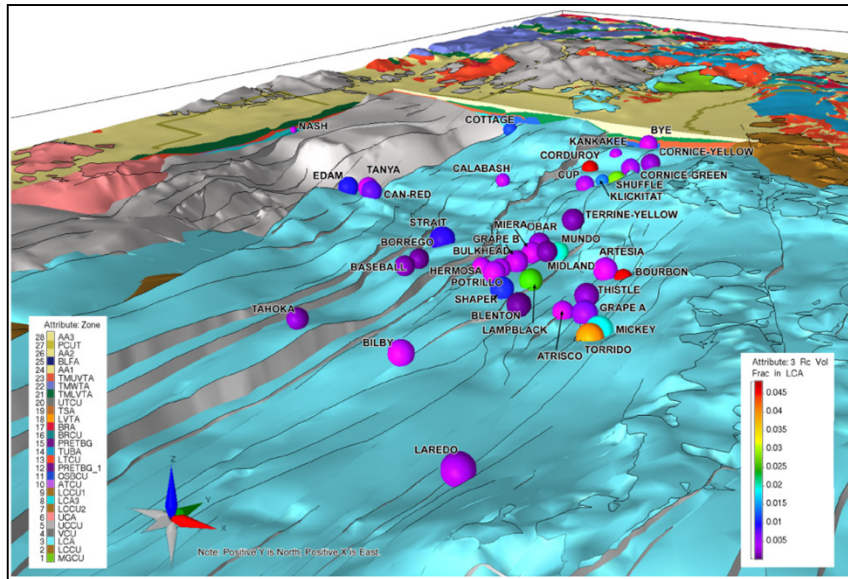 NASH
COTTAGE
BYE
KANKAKEE
CORNICE-YELLOW
CORDUROY
CUP
CORNICE-GREEN
SHUFFLE
KLICKITAT
CALABASH
TANYA
EDAM
CAN-RED
TERRINE-YELLOW
STRAIT
MIERA
OBAR
GRAPE B
MUNDO
BORREGO
BULKHEAD
ARTESIA
BASEBALL
HERMOSA
MIDLAND
BOURBON
POTRILLO
SHAPER
THISTLE
BLENTON
GRAPE A
LAMPBLACK
MICKEY
TAHOKA
ATRISCO
TORRIDO
BILBY
LAREDO
Attribute: Zone
28 AA3
27 PCUT
26 AA2
25 BLFA
24 AA1
23 TMUVTA
22 TMWTA
21 TMLVTA
20 UTCU
19 TSA
18 LVTA
17 BRA
16 BRCU
15 PRETBG
14 TUBA
13 LTCU
12 PRETBG_1
11 OSBCU
10 ATCU
9 LCCU1
8 LCA3
7 LCCU2
6 UCA
5 UCCU
4 VCU
3 LCA
2 LCCU
1 MGCU
Z
Y
X
Note: Positive Y is North, Positive X is East.
Attribute: 3 Rc Vol
Frac in LCA
0.045
0.04
0.035
0.03
0.025
0.02
0.015
0.01
0.005
0